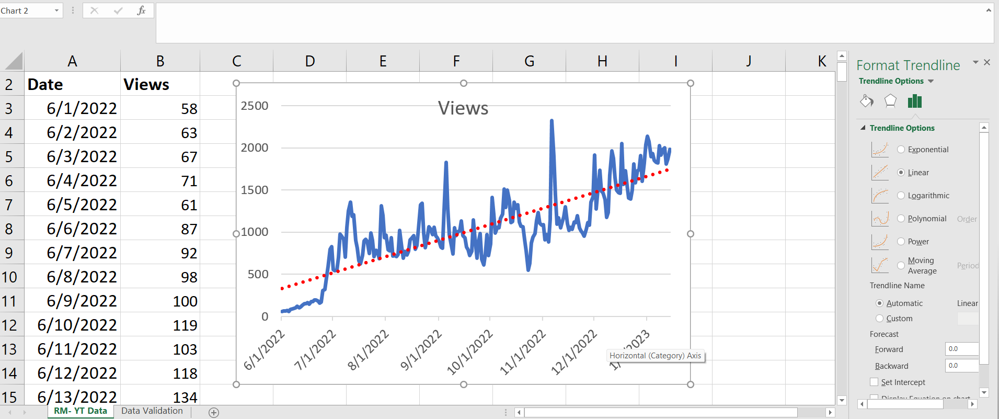 Chart 2
fx
A B C D E F G H I J K
2 Date Views
3 6/1/2022 58
4 6/2/2022 63
5 6/3/2022 67
6 6/4/2022 71
7 6/5/2022 61
8 6/6/2022 87
9 6/7/2022 92
10 6/8/2022 98
11 6/9/2022 100
12 6/10/2022 119
13 6/11/2022 103
14 6/12/2022 118
15 6/13/2022 134
Views
2500
2000
1500
1000
500
0
6/1/2022 7/1/2022 8/1/2022 9/1/2022 10/1/2022 11/1/2022 12/1/2022
Horizontal (Category) Axis
Format Trendline
Trendline Options
Trendline Options
Exponential
Linear
Logarithmic
Polynomial Order
Power
Moving Average Period
Trendline Name
Automatic Linear
Custom
Forecast
Forward 0.0
Backward 0.0
Set Intercept
Display Equation on chart
RM- YT Data Data Validation